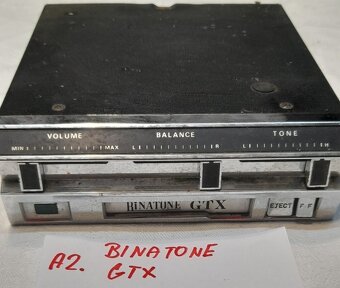 VOLUME BALANCE TONE
MIN MAX L R L H
BINATONE GTX EJECT F F
A2. BINATONE
GTX